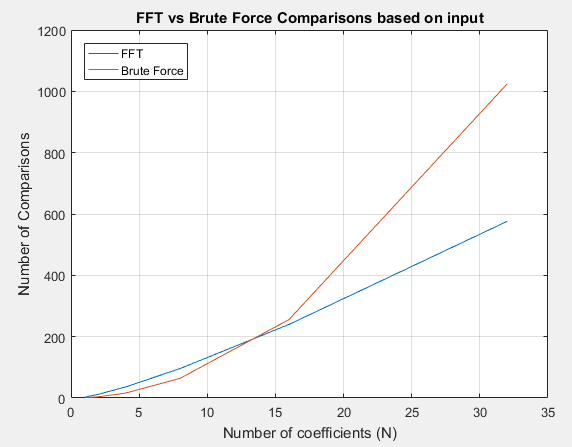 FFT vs Brute Force Comparisons based on input
1200
1000
800
600
400
200
0
Number of Comparisons
FFT
Brute Force
0 5 10 15 20 25 30 35
Number of coefficients (N)